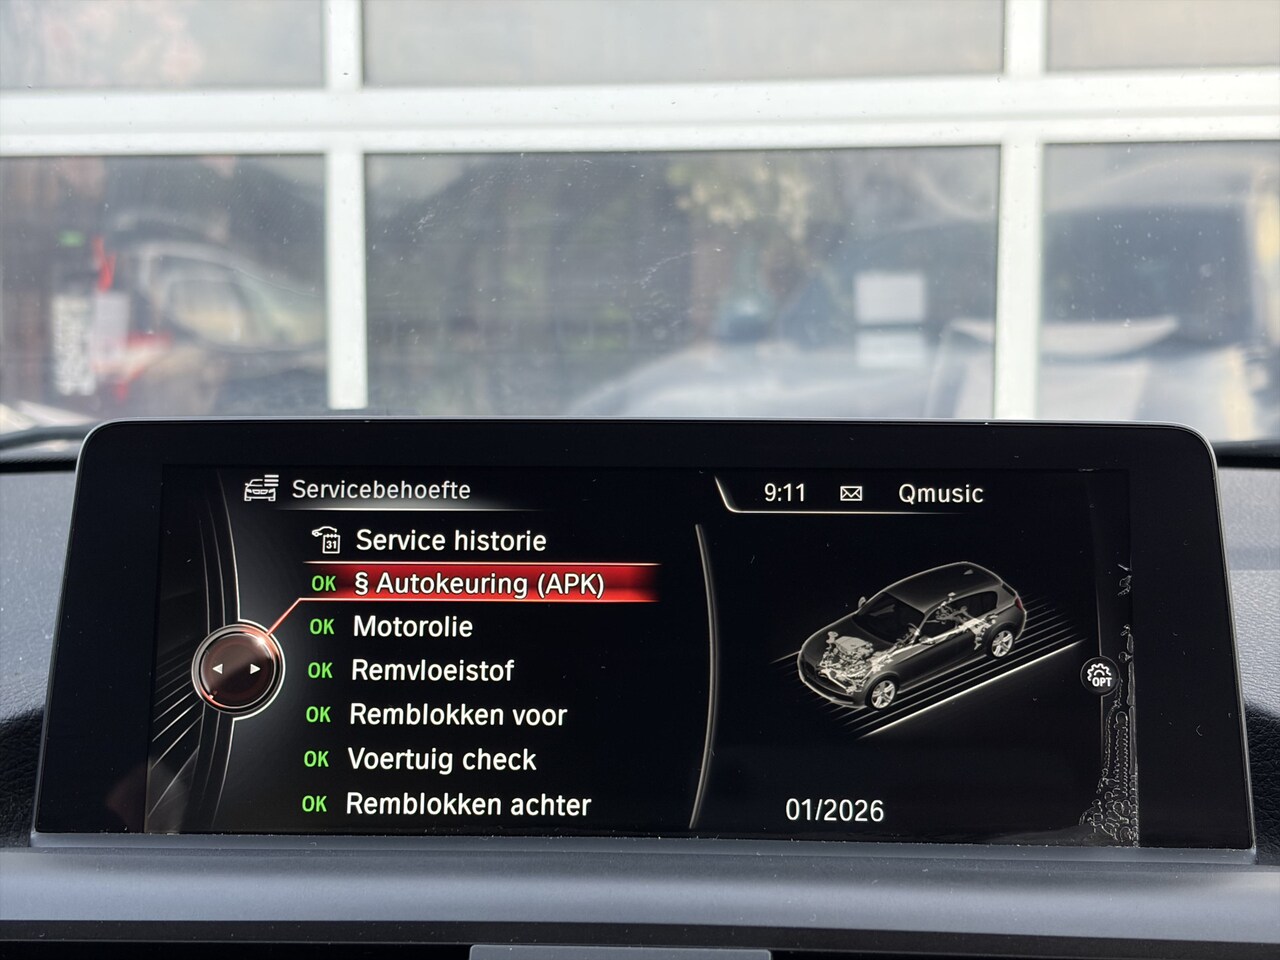 Servicebehoefte
9:11 Qmusic
31 Service historie
OK § Autokeuring (APK)
OK Motorolie
OK Remvloeistof
OK Remblokken voor
OK Voertuig check
OK Remblokken achter
OPT
01/2026